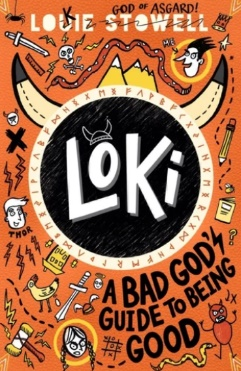 GOD OF ASGARD!
LOUIE STOWELL
K
LOKI
THOR
A BAD GOD'S
GUIDE TO BEING
GOOD